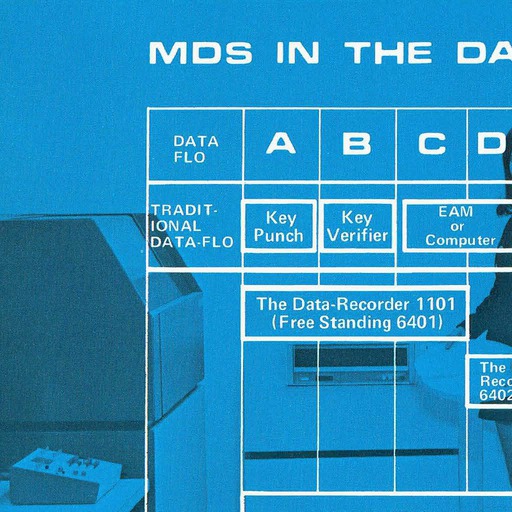 MDS IN THE DA
DATA
FLO
A B C D
TRADIT-
IONAL
DATA-FLO
Key
Punch
Key
Verifier
EAM
or
Computer
The Data-Recorder 1101
(Free Standing 6401)
The
Reco
6402